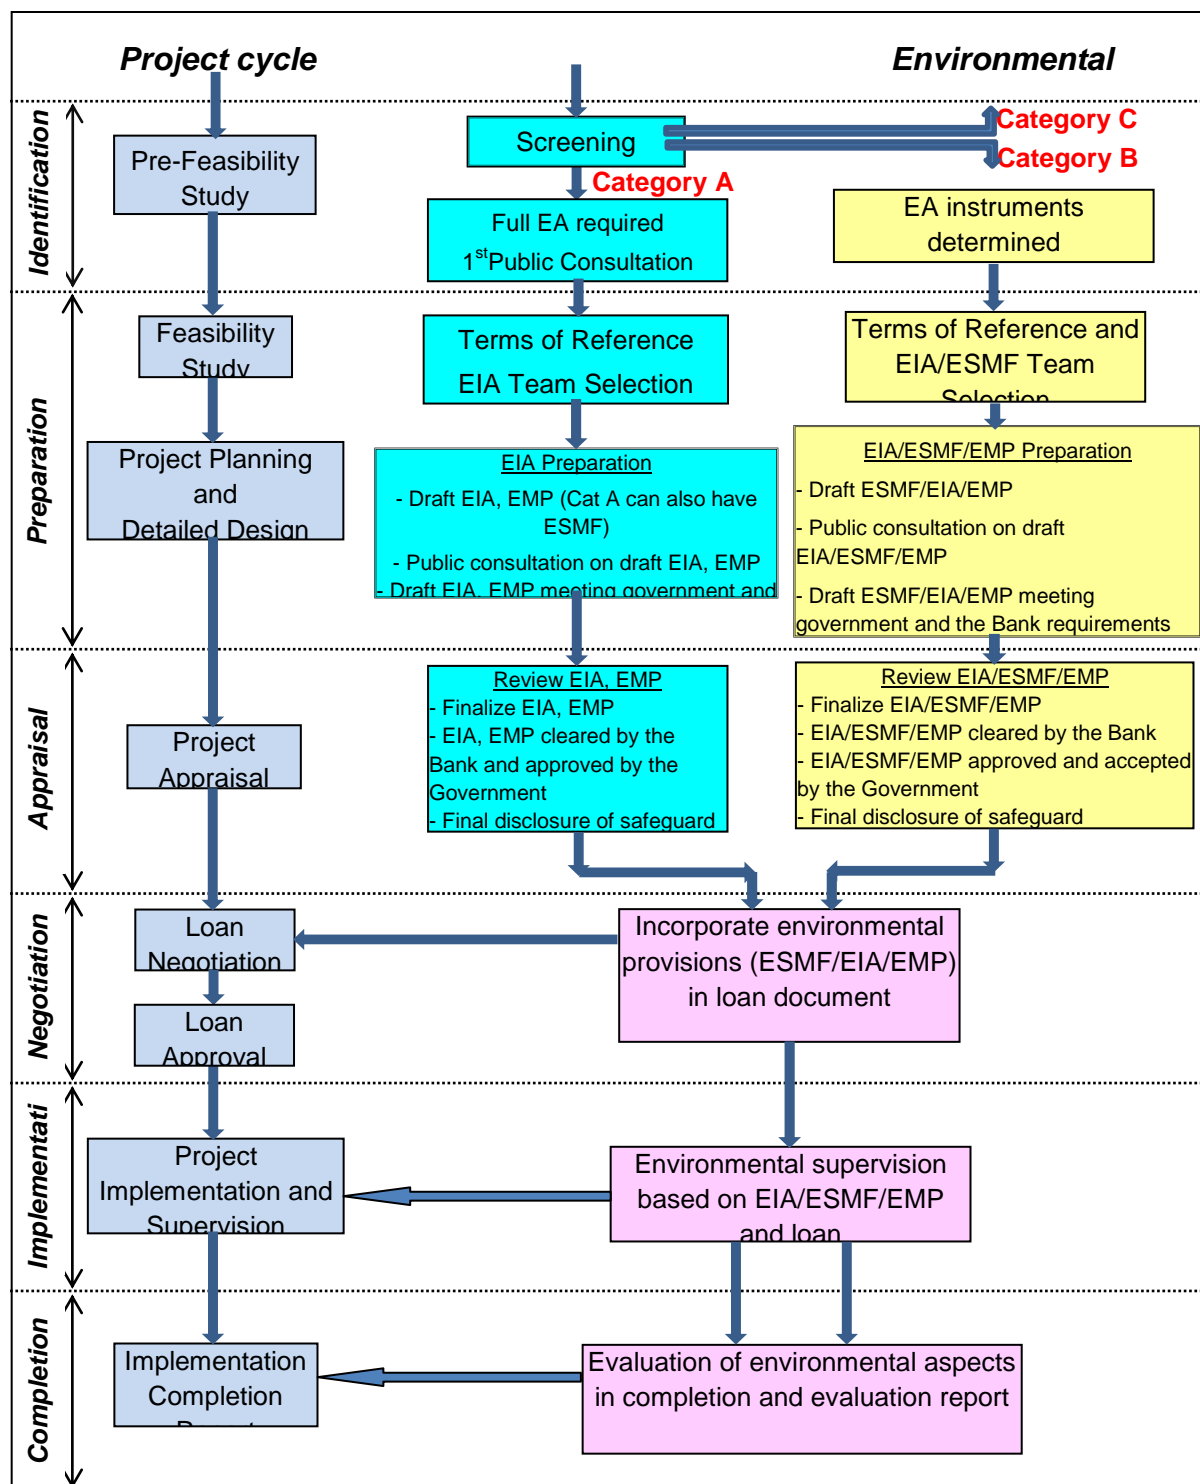 Project cycle
Environmental
Identification
Pre-Feasibility
Study
Screening
Category C
Category B
Category A
Full EA required
1st Public Consultation
EA instruments
determined
Preparation
Feasibility
Study
Terms of Reference
EIA Team Selection
Terms of Reference and
EIA/ESMF Team
Selection
Project Planning
and
Detailed Design
EIA Preparation
- Draft EIA, EMP (Cat A can also have
ESMF)
- Public consultation on draft EIA, EMP
- Draft EIA, EMP meeting government and
EIA/ESMF/EMP Preparation
- Draft ESMF/EIA/EMP
- Public consultation on draft
EIA/ESMF/EMP
- Draft ESMF/EIA/EMP meeting
government and the Bank requirements
Appraisal
Project
Appraisal
Review EIA, EMP
- Finalize EIA, EMP
- EIA, EMP cleared by the
Bank and approved by the
Government
- Final disclosure of safeguard
Review EIA/ESMF/EMP
- Finalize EIA/ESMF/EMP
- EIA/ESMF/EMP cleared by the Bank
- EIA/ESMF/EMP approved and accepted
by the Government
- Final disclosure of safeguard
Negotiation
Loan
Negotiation
Loan
Approval
Incorporate environmental
provisions (ESMF/EIA/EMP)
in loan document
Implementati
Project
Implementation and
Supervision
Environmental supervision
based on EIA/ESMF/EMP
and loan
Completion
Implementation
Completion
Report
Evaluation of environmental aspects
in completion and evaluation report